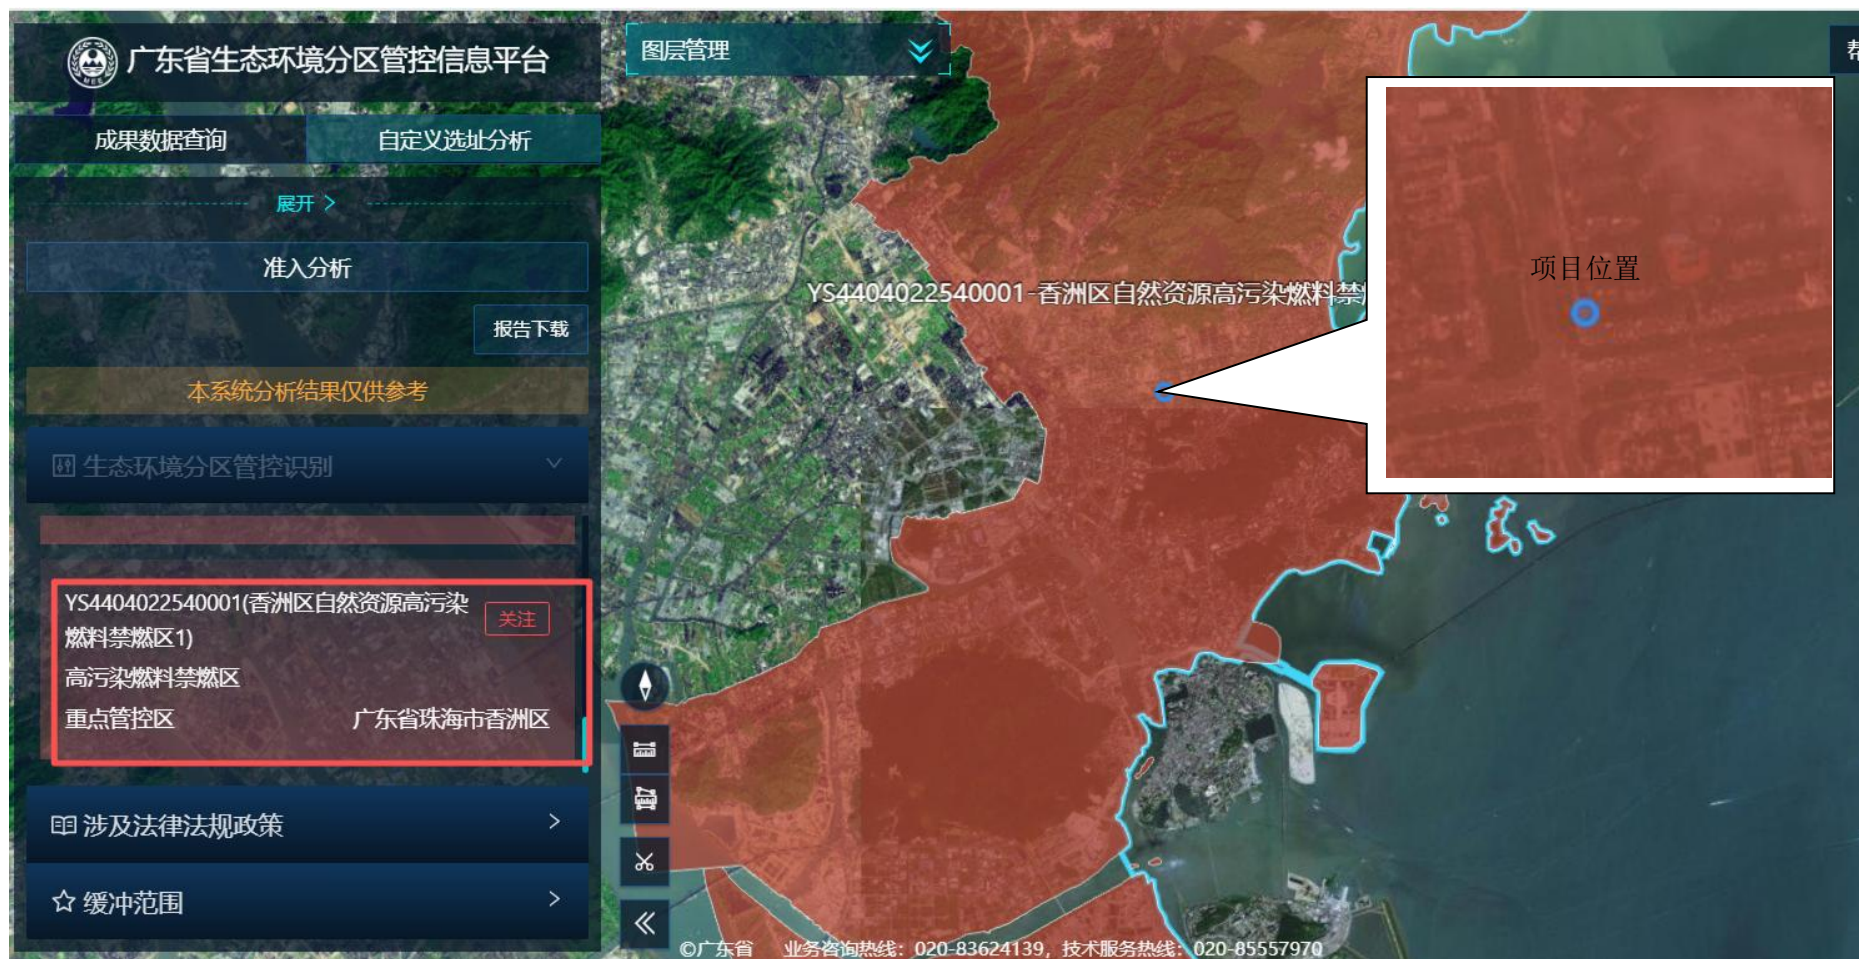 广东省生态环境分区管控信息平台
成果数据查询
自定义选址分析
展开 >
准入分析
报告下载
本系统分析结果仅供参考
生态环境分区管控识别
YS4404022540001(香洲区自然资源高污染
燃料禁燃区1)
关注
高污染燃料禁燃区
重点管控区
广东省珠海市香洲区
涉及法律法规政策
缓冲范围
图层管理
YS4404022540001-香洲区自然资源高污染燃料禁
项目位置
©广东省 业务咨询热线：020-83624139，技术服务热线：020-85557970